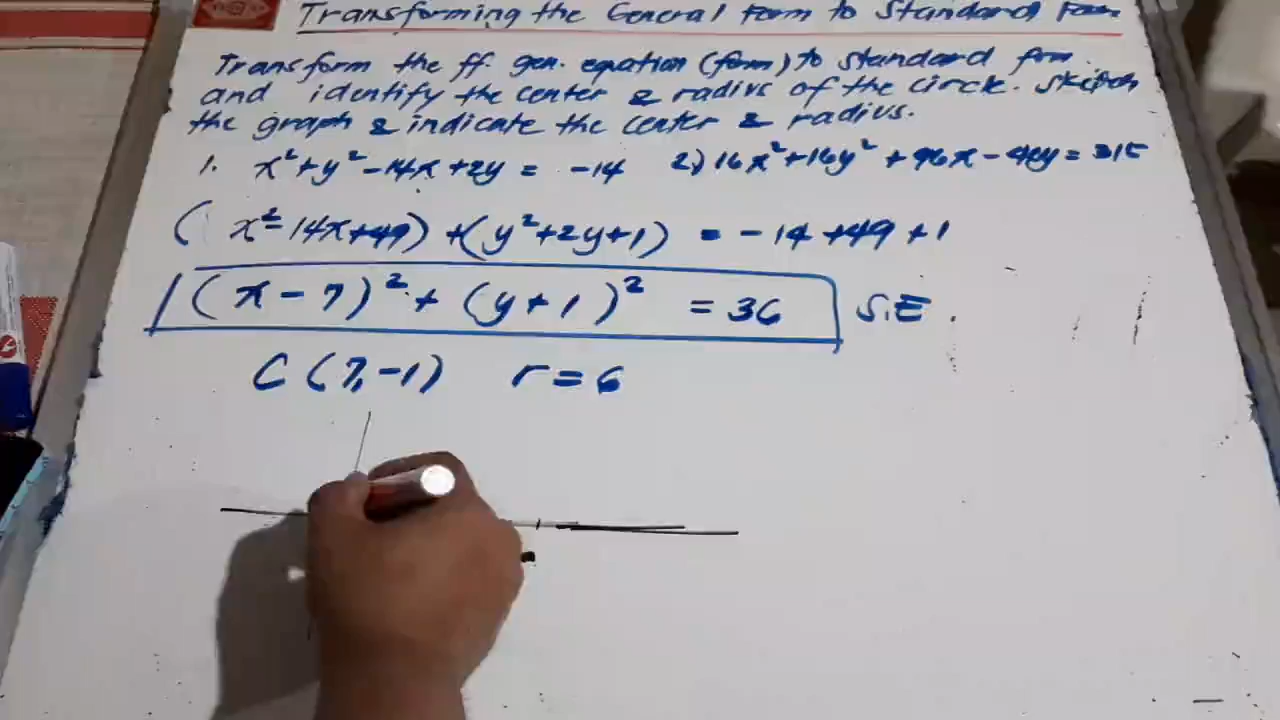 Transforming the General Form to Standard Form
Transform the ff. gen. equation (form) to standard form
and identify the center & radius of the circle. Sketch
the graph & indicate the center & radius.
1. x² + y² - 14x + 2y = -14 2.) 16x² + 16y² + 96x - 40y = 315
(x² - 14x + 49) + (y² + 2y + 1) = -14 + 49 + 1
(x - 7)² + (y + 1)² = 36 S.E.
C (7, -1) r = 6